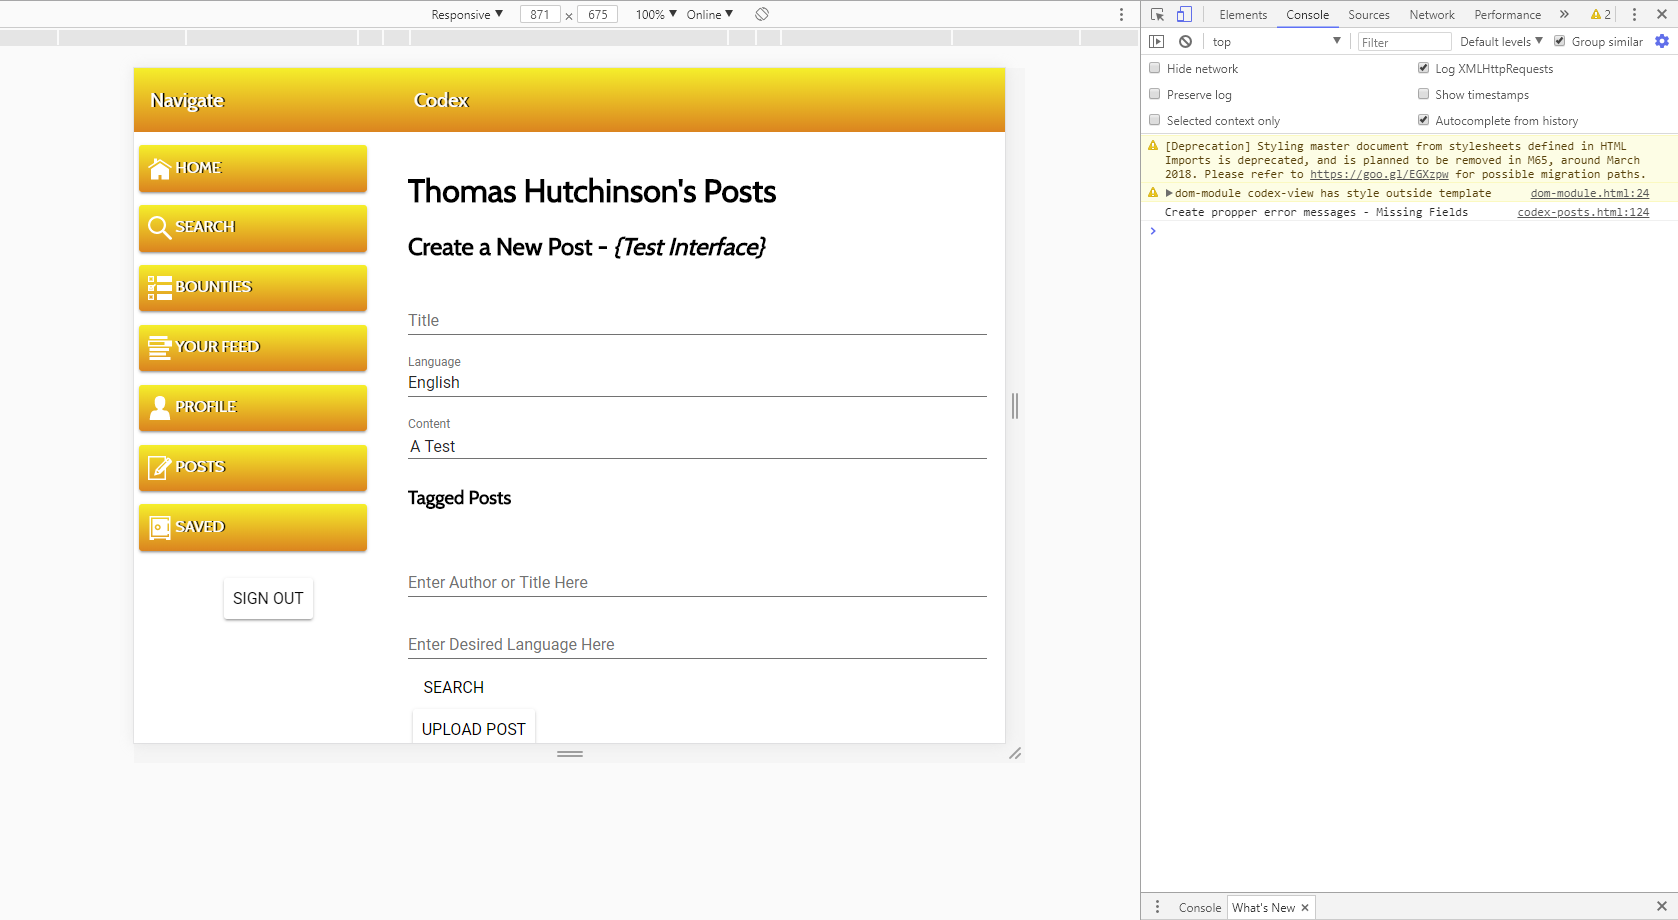 Responsive ▼ 871 × 675 100% ▼ Online ▼
Navigate Codex
HOME
SEARCH
BOUNTIES
YOUR FEED
PROFILE
POSTS
SAVED
SIGN OUT
Thomas Hutchinson's Posts
Create a New Post - {Test Interface}
Title
Language
English
Content
A Test
Tagged Posts
Enter Author or Title Here
Enter Desired Language Here
SEARCH
UPLOAD POST
Elements Console Sources Network Performance » 2
top ▼ Filter Default levels ▼ Group similar
Hide network Log XMLHttpRequests
Preserve log Show timestamps
Selected context only Autocomplete from history
[Deprecation] Styling master document from stylesheets defined in HTML
Imports is deprecated, and is planned to be removed in M65, around March
2018. Please refer to https://goo.gl/EGXzpw for possible migration paths.
dom-module codex-view has style outside template dom-module.html:24
Create propper error messages - Missing Fields codex-posts.html:124
Console What's New ×